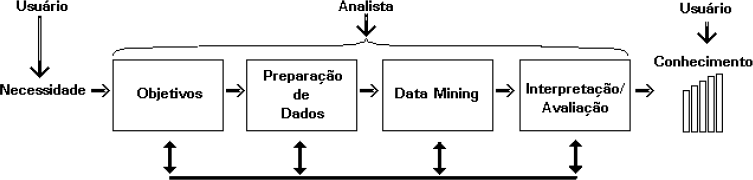 Usuário
Analista
Usuário
Necessidade
Objetivos
Preparação
de
Dados
Data Mining
Interpretação/
Avaliação
Conhecimento